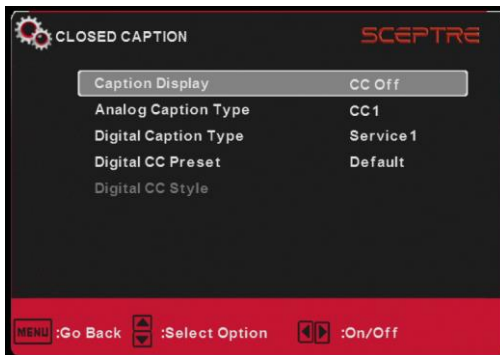 CLOSED CAPTION SCEPTRE
Caption Display CC Off
Analog Caption Type CC1
Digital Caption Type Service1
Digital CC Preset Default
Digital CC Style
MENU :Go Back :Select Option :On/Off